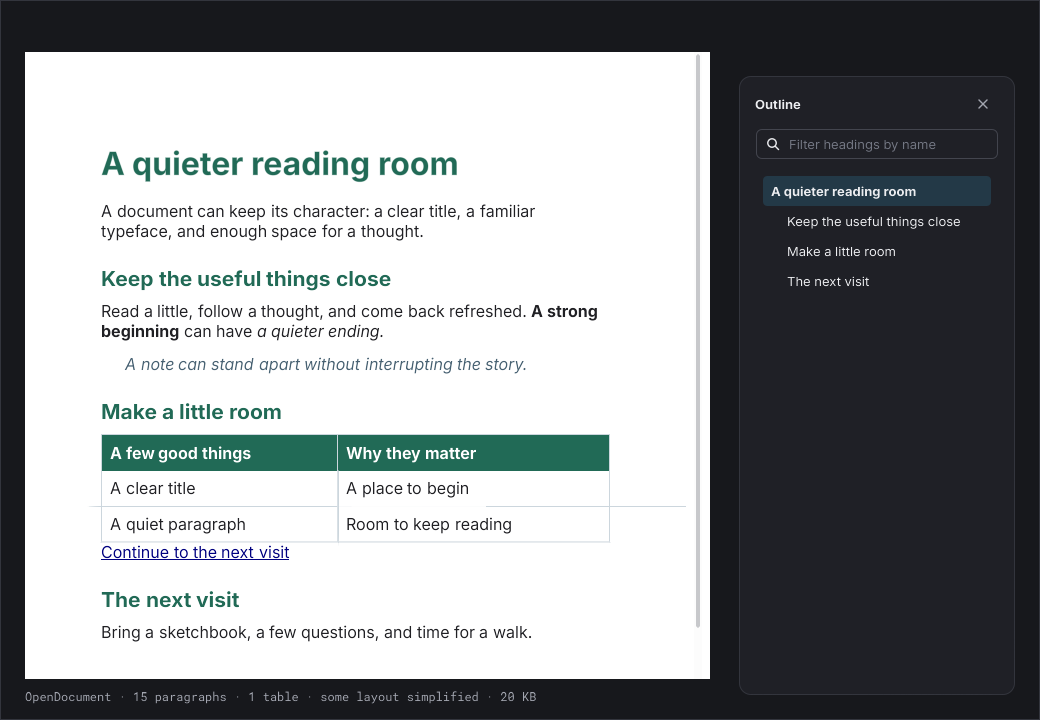 A quieter reading room
A document can keep its character: a clear title, a familiar
typeface, and enough space for a thought.
Keep the useful things close
Read a little, follow a thought, and come back refreshed. A strong
beginning can have a quieter ending.
A note can stand apart without interrupting the story.
Make a little room
A few good things
Why they matter
A clear title
A place to begin
A quiet paragraph
Room to keep reading
Continue to the next visit
The next visit
Bring a sketchbook, a few questions, and time for a walk.
OpenDocument · 15 paragraphs · 1 table · some layout simplified · 20 KB
Outline
Filter headings by name
A quieter reading room
Keep the useful things close
Make a little room
The next visit